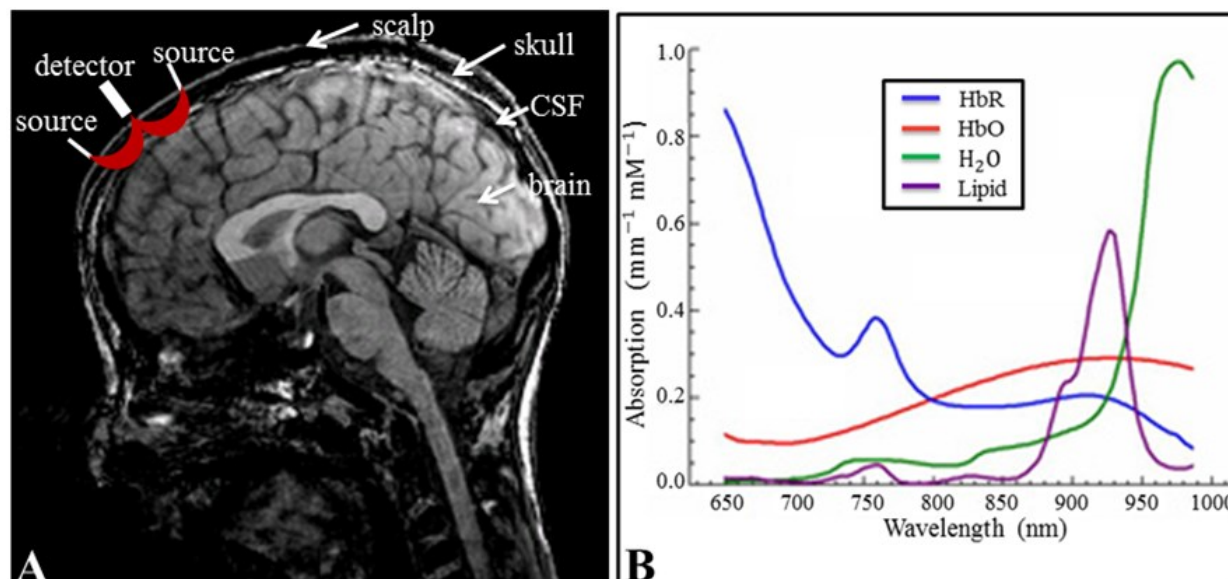 scalp
source
skull
detector
source
CSF
brain
A
1.0
0.8
0.6
0.4
0.2
0.0
Absorption (mm⁻¹ mM⁻¹)
HbR
HbO
H₂O
Lipid
650 700 750 800 850 900 950 1000
Wavelength (nm)
B